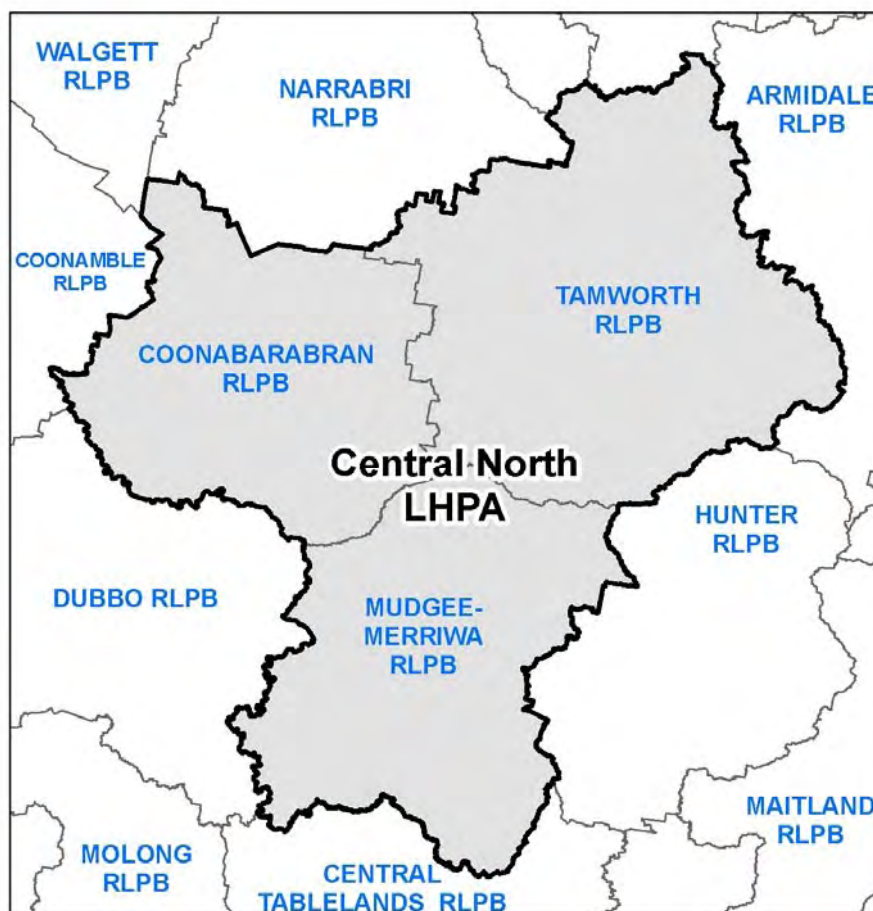 WALGETT
RLPB
NARRABRI
RLPB
ARMIDALE
RLPB
COONAMBLE
RLPB
TAMWORTH
RLPB
COONABARABRAN
RLPB
Central North
LHPA
HUNTER
RLPB
DUBBO RLPB
MUDGEE-
MERRIWA
RLPB
MAITLAND
RLPB
MOLONG
RLPB
CENTRAL
TABLELANDS RLPB